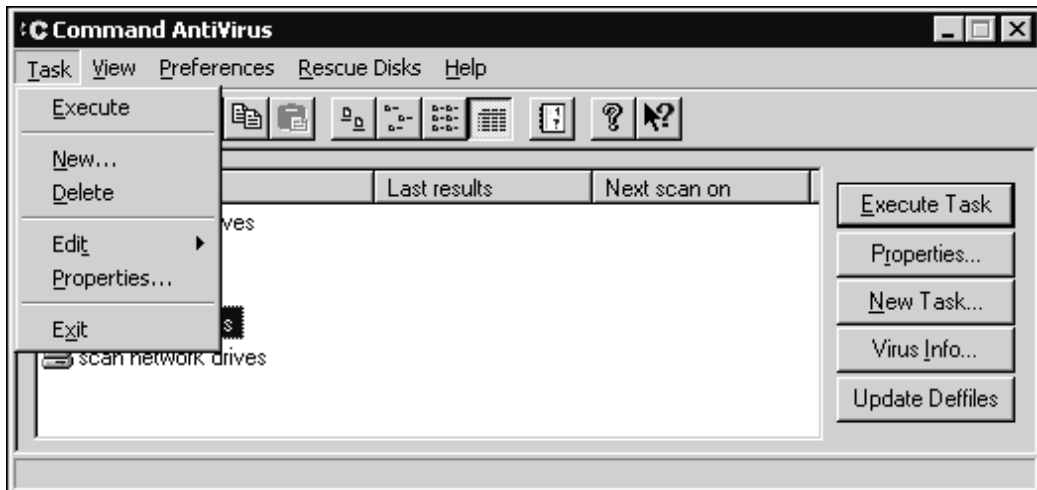 Command AntiVirus
Task View Preferences Rescue Disks Help
Execute
New...
Delete
Edit
Properties...
Exit
Last results Next scan on
scan network drives
Execute Task
Properties...
New Task...
Virus Info...
Update Deffiles